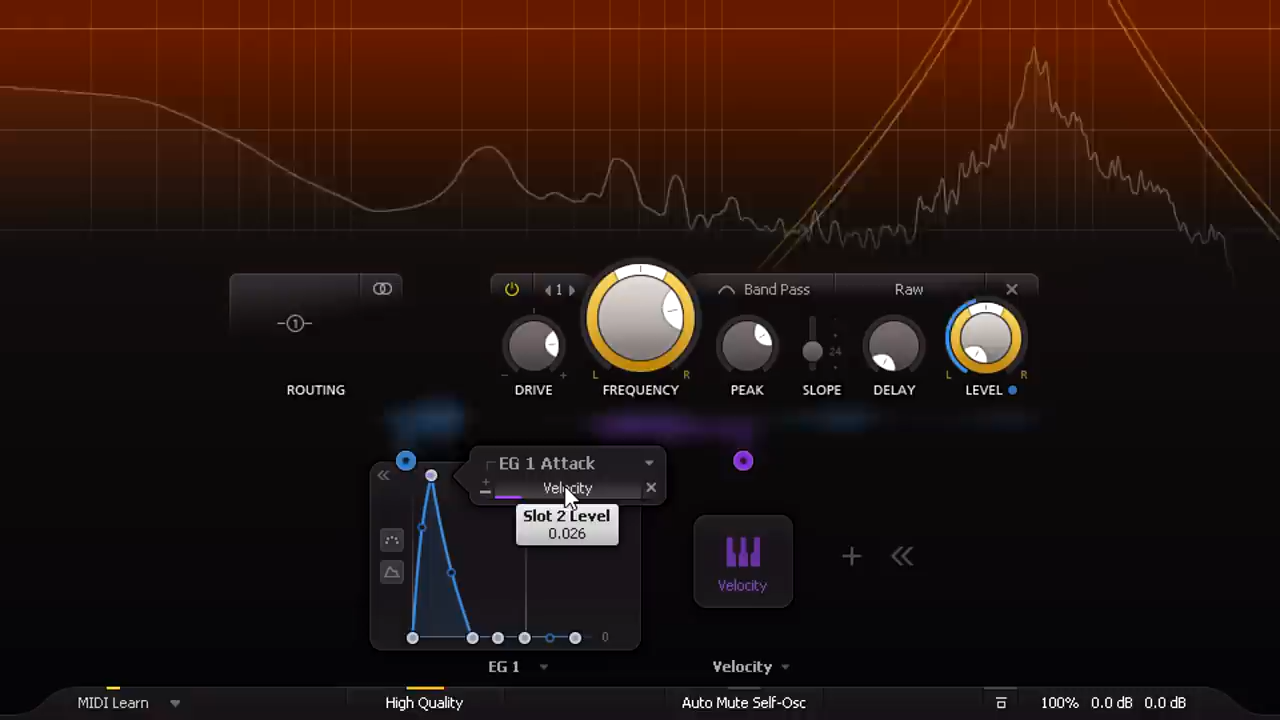 1
Band Pass
Raw
1
24
L R
L R
ROUTING
DRIVE
FREQUENCY
PEAK
SLOPE
DELAY
LEVEL
EG 1 Attack
Velocity
Slot 2 Level
0.026
Velocity
0
EG 1
Velocity
MIDI Learn
High Quality
Auto Mute Self-Osc
100% 0.0 dB 0.0 dB